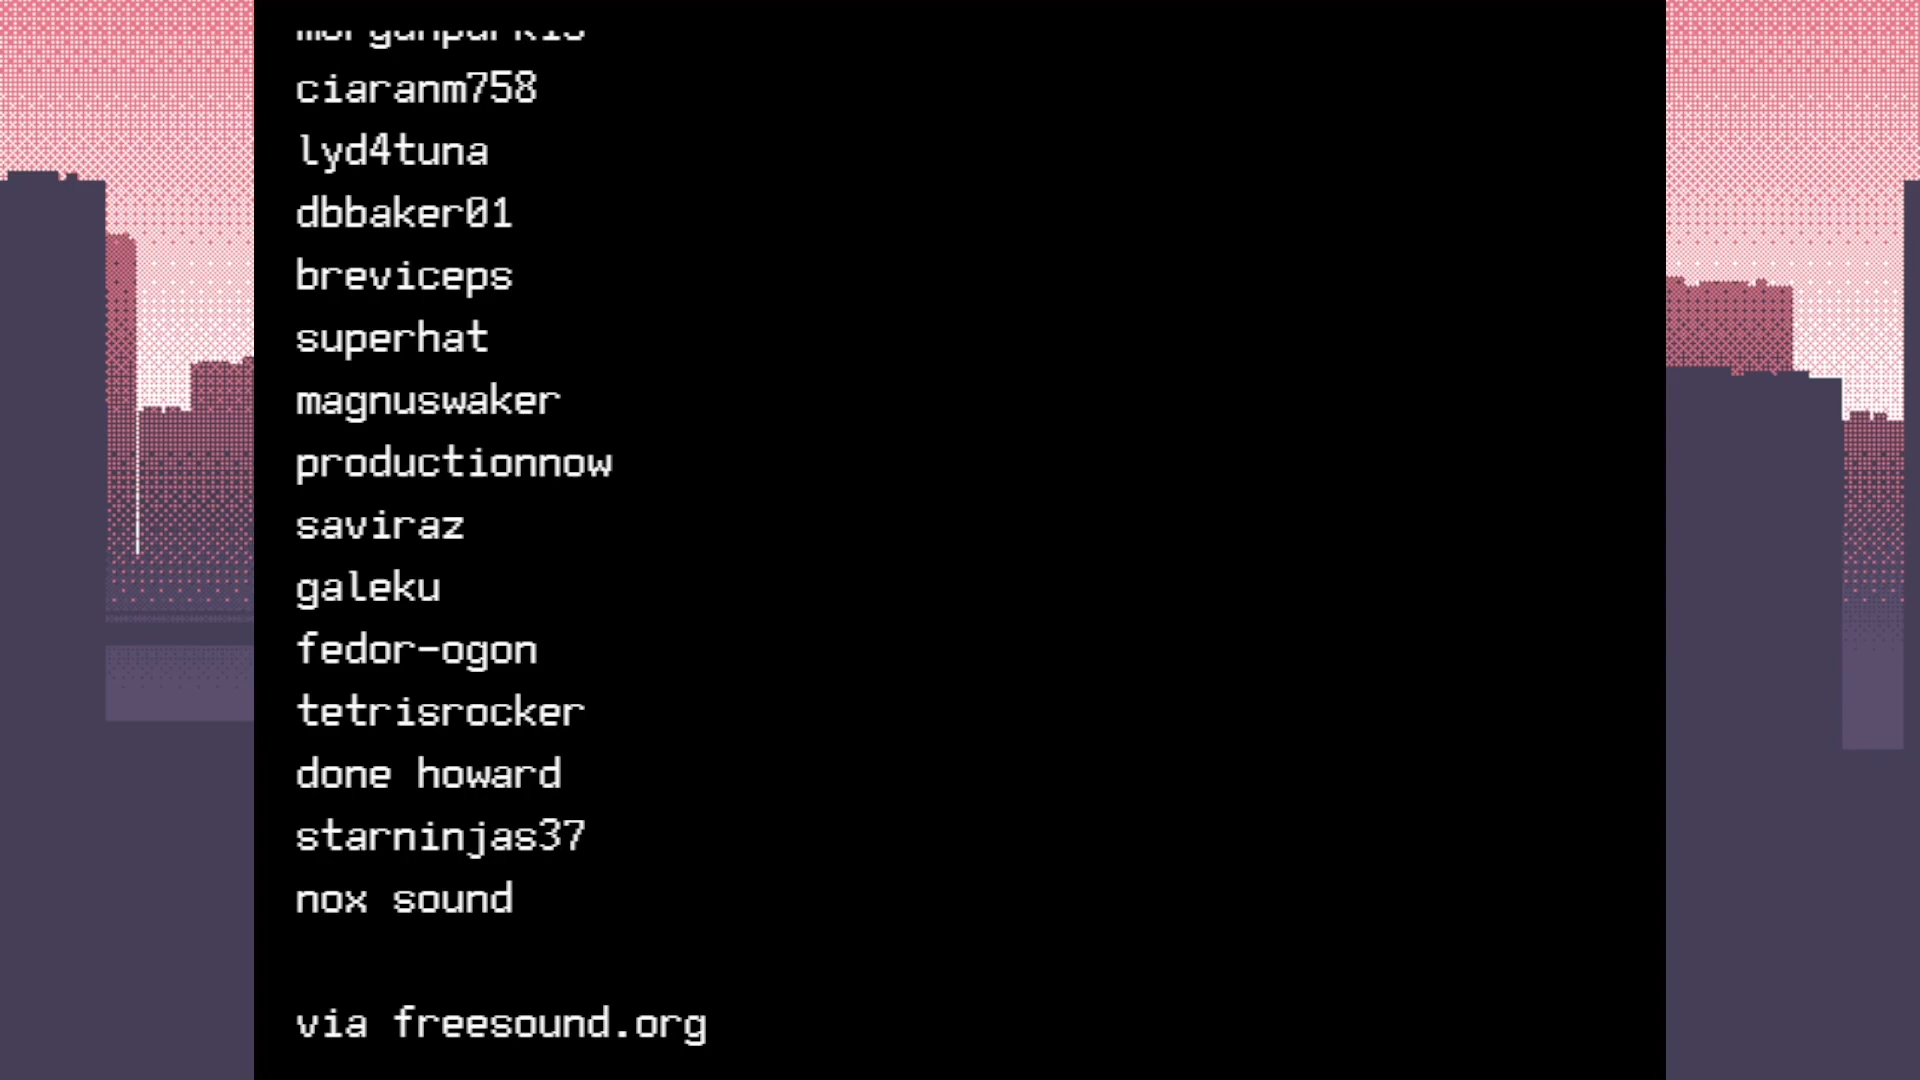 ciaranm758
lyd4tuna
dbbaker01
breviceps
superhat
magnuswaker
productionnow
saviraz
galeku
fedor-ogon
tetrisrocker
done howard
starninjas37
nox sound
via freesound.org